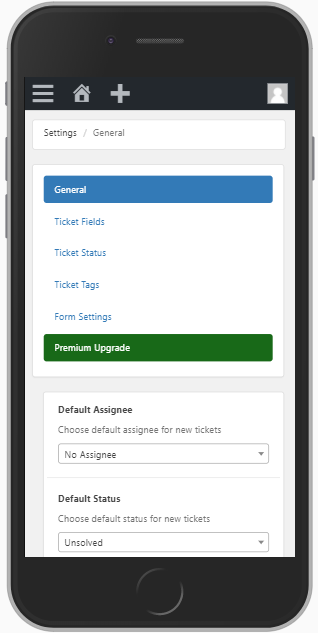 Settings / General
General
Ticket Fields
Ticket Status
Ticket Tags
Form Settings
Premium Upgrade
Default Assignee
Choose default assignee for new tickets
No Assignee
Default Status
Choose default status for new tickets
Unsolved